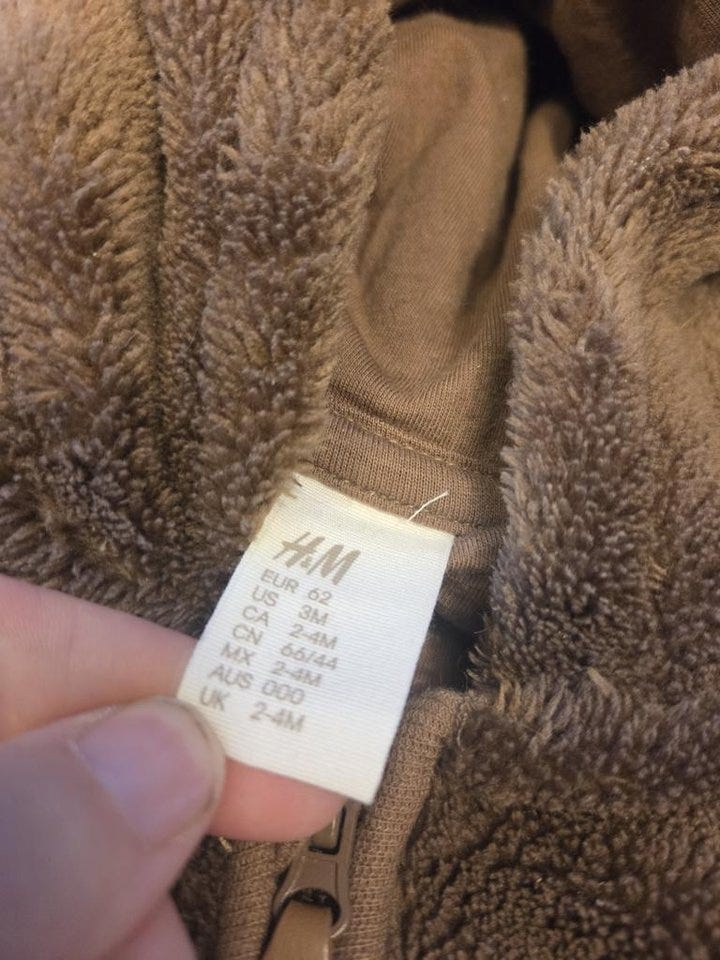 H&M
EUR 62
US 3M
CA 2-4M
CN 66/44
MX 2-4M
AUS 000
UK 2-4M